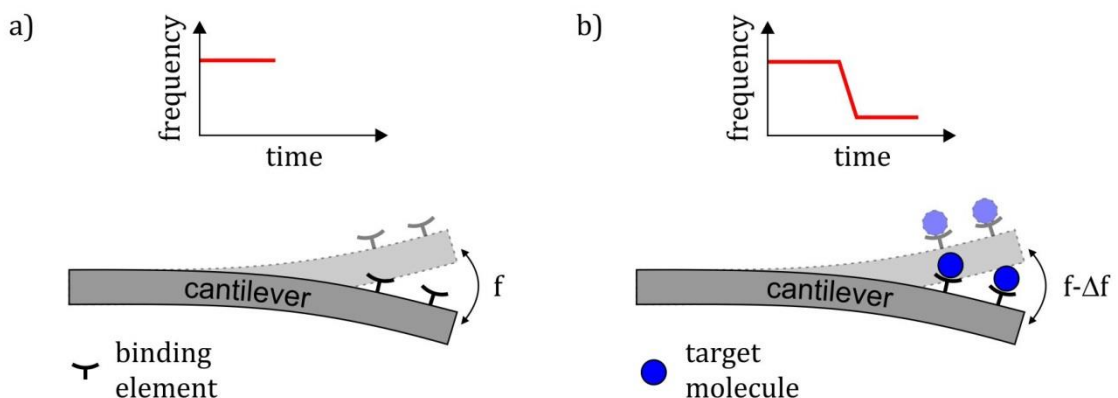 a)
frequency
time
cantilever
f
binding
element
b)
frequency
time
cantilever
f-Δf
target
molecule